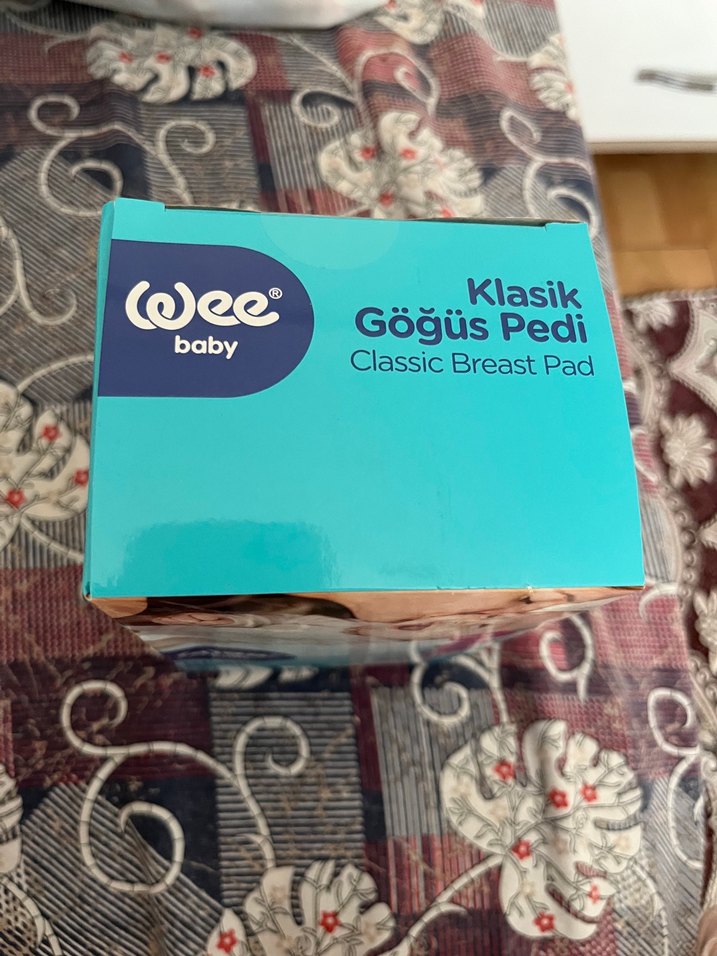 Wee®
baby
Klasik
Göğüs Pedi
Classic Breast Pad